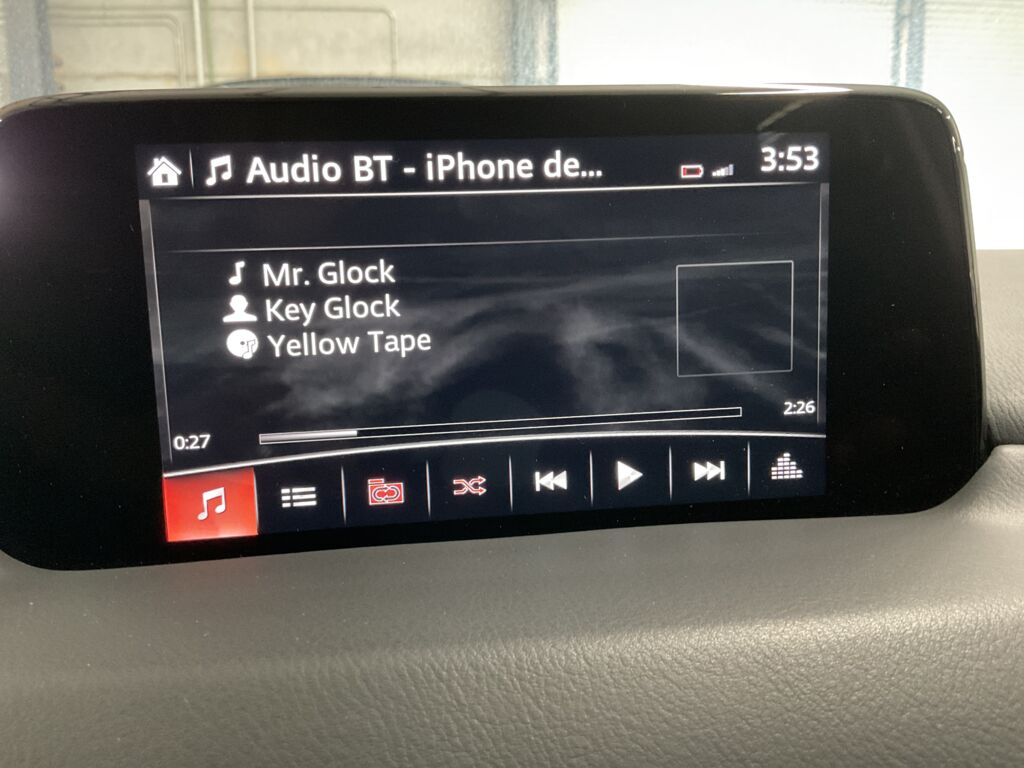 Audio BT - iPhone de...
3:53
Mr. Glock
Key Glock
Yellow Tape
0:27
2:26